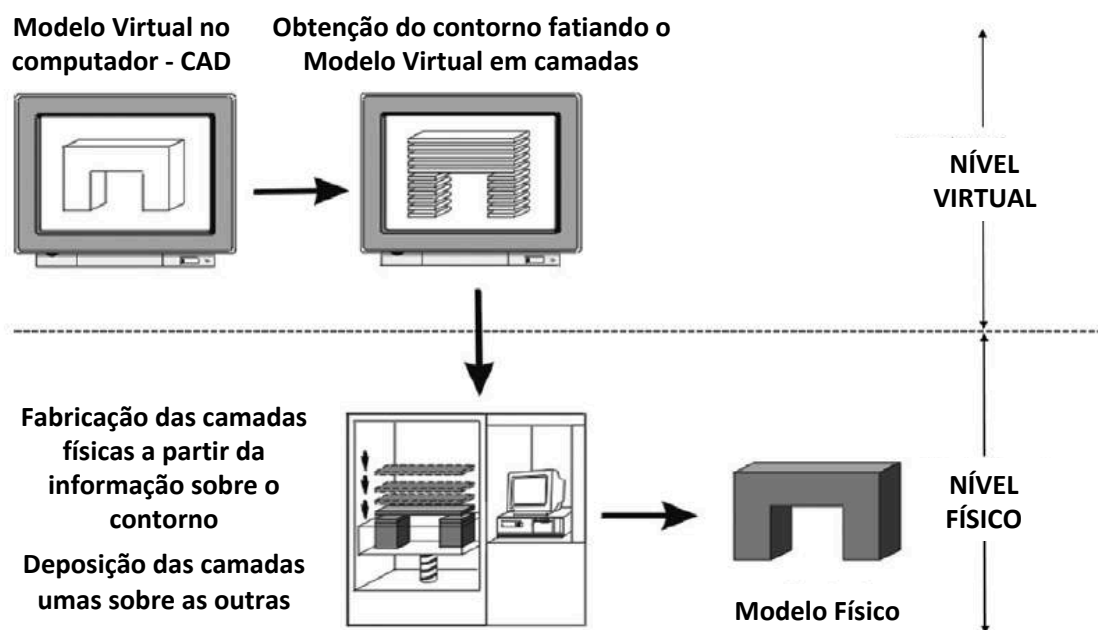 Modelo Virtual no
computador - CAD
Obtenção do contorno fatiando o
Modelo Virtual em camadas
NÍVEL
VIRTUAL
Fabricação das camadas
físicas a partir da
informação sobre o
contorno
Deposição das camadas
umas sobre as outras
Modelo Físico
NÍVEL
FÍSICO